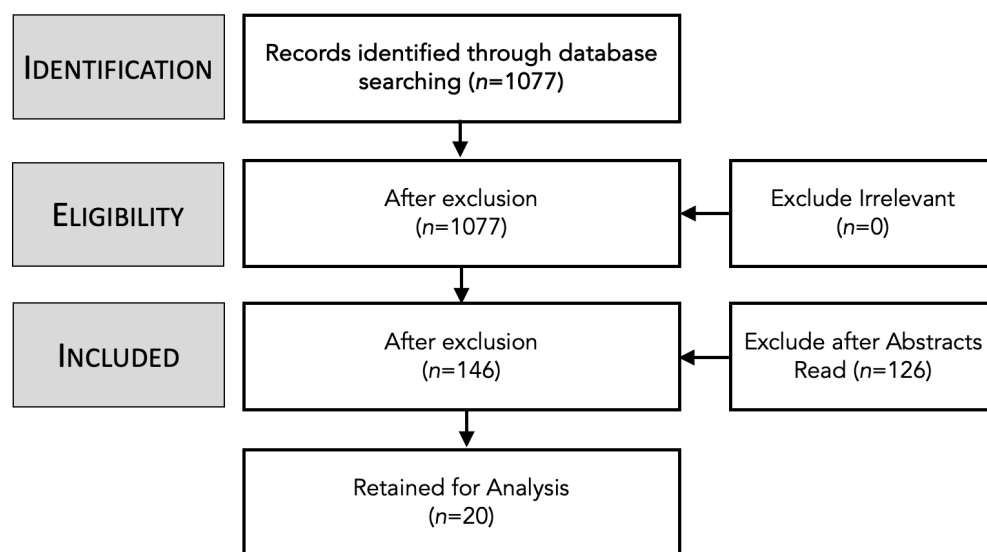 IDENTIFICATION
Records identified through database
searching (n=1077)
ELIGIBILITY
After exclusion
(n=1077)
Exclude Irrelevant
(n=0)
INCLUDED
After exclusion
(n=146)
Exclude after Abstracts
Read (n=126)
Retained for Analysis
(n=20)